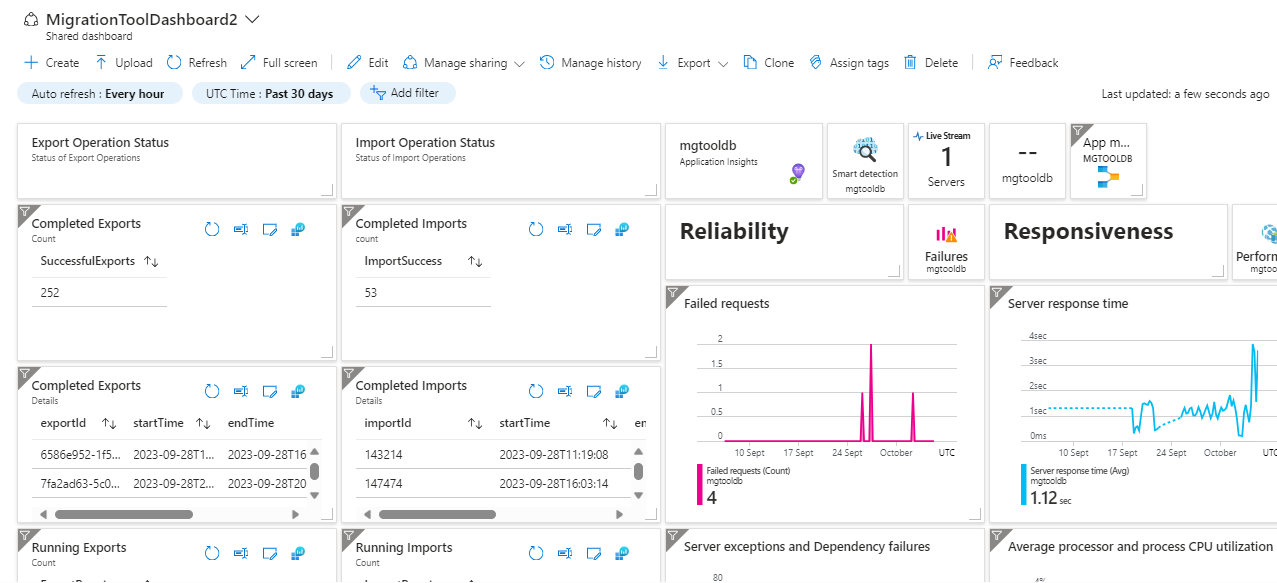 MigrationToolDashboard2
Shared dashboard
Create Upload Refresh Full screen Edit Manage sharing Manage history Export Clone Assign tags Delete Feedback
Auto refresh : Every hour UTC Time : Past 30 days Add filter Last updated: a few seconds ago
Export Operation Status
Status of Export Operations
Import Operation Status
Status of Import Operations
mgtooldb
Application Insights
Smart detection
mgtooldb
Live Stream
1
Servers
--
mgtooldb
App m...
MGTOOLDB
Completed Exports
Count
SuccessfulExports
252
Completed Imports
count
ImportSuccess
53
Reliability
Failures
mgtooldb
Responsiveness
Perform
mgtoo
Completed Exports
Details
exportId startTime endTime
6586e952-1f5... 2023-09-28T1... 2023-09-28T16
7fa2ad63-5c0... 2023-09-28T2... 2023-09-28T20
Completed Imports
Details
importId startTime en
143214 2023-09-28T11:19:08
147474 2023-09-28T16:03:14
Failed requests
2
1.5
1
0.5
0
10 Sept 17 Sept 24 Sept October UTC
Failed requests (Count)
mgtooldb
4
Server response time
4sec
3sec
2sec
1sec
0ms
10 Sept 17 Sept 24 Sept October UTC
Server response time (Avg)
mgtooldb
1.12 sec
Running Exports
Count
Running Imports
Count
Server exceptions and Dependency failures
80
Average processor and process CPU utilization
4%